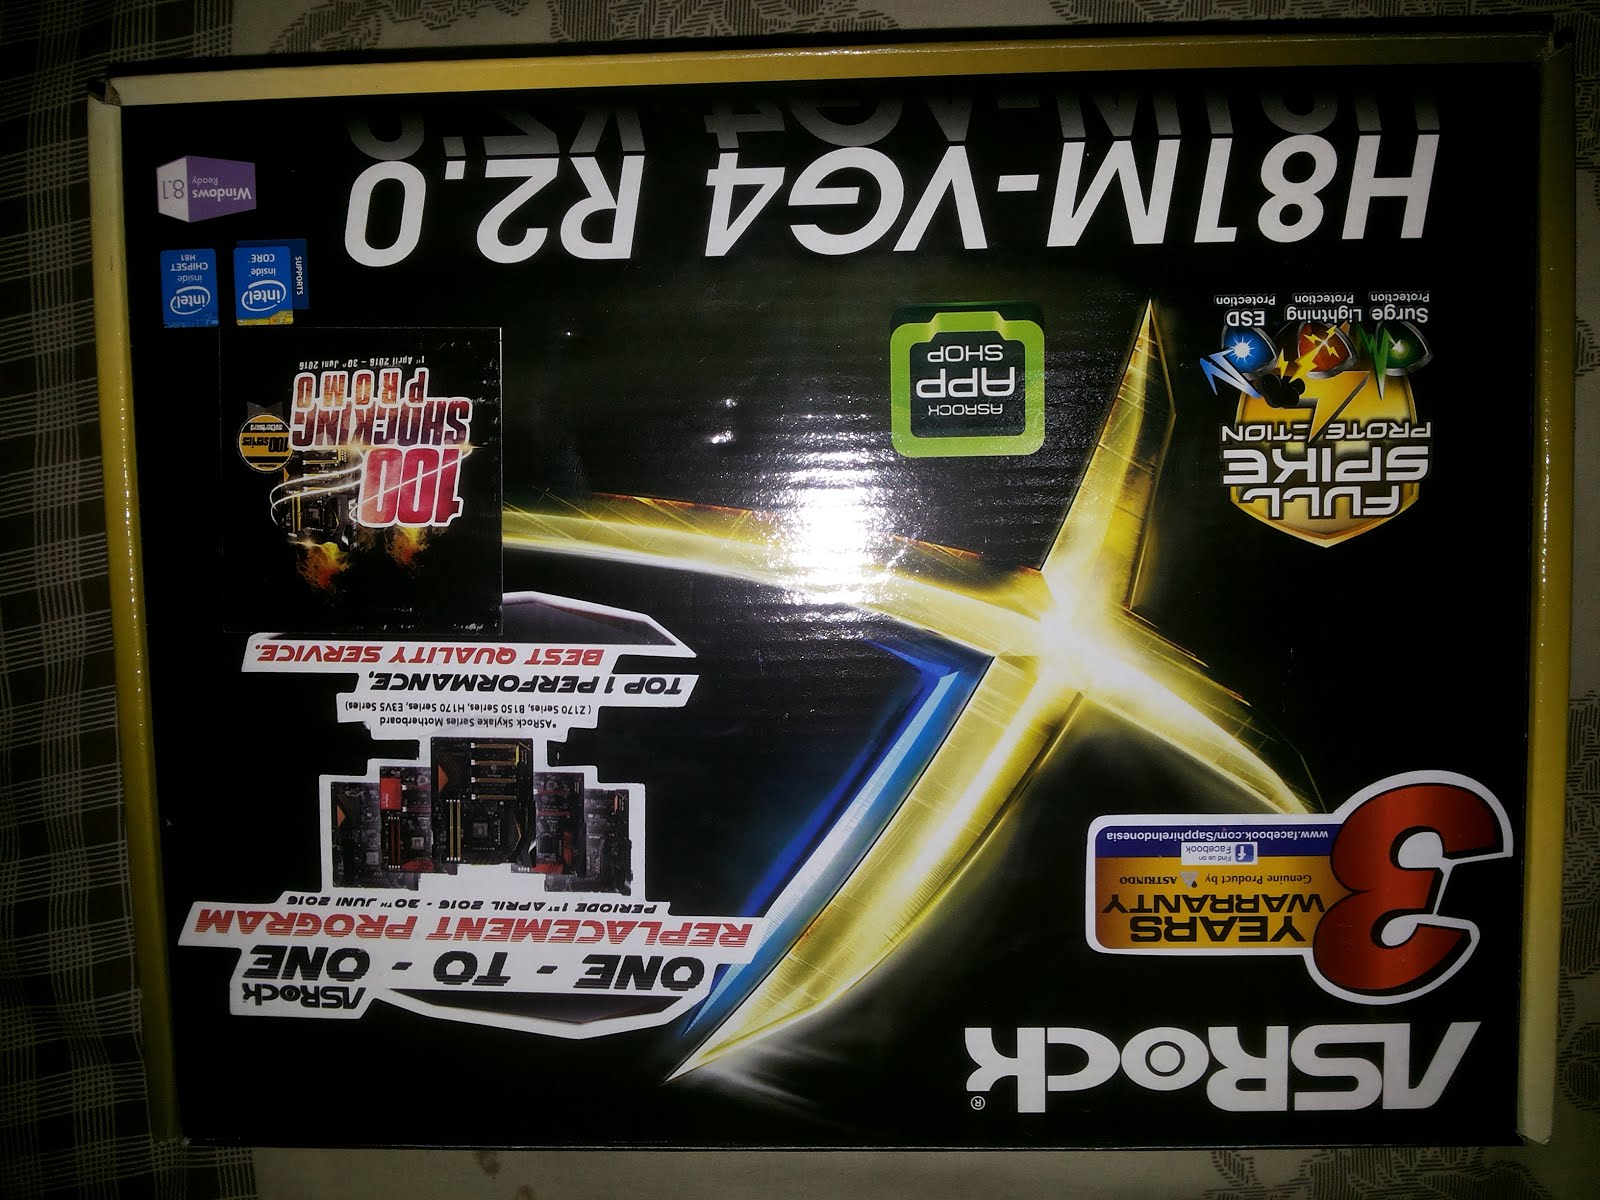 ASRock®
3 YEARS
WARRANTY
Genuine Product by ASTRINDO
Find us on
Facebook
www.facebook.com/SapphireIndonesia
ASRock
ONE - TO - ONE
REPLACEMENT PROGRAM
PERIODE 1ST APRIL 2016 - 30TH JUNI 2016
*ASRock Skylake Series Motherboard
(Z170 Series, B150 Series, H170 Series, E3V5 Series)
TOP 1 PERFORMANCE,
BEST QUALITY SERVICE.
FULL
SPIKE
PROTECTION
Surge
Protection
Lightning
Protection
ESD
Protection
ASROCK
APP
SHOP
100
SHOCKING
PROMO
100 series
1st April 2016 - 30th Juni 2016
SUPPORTS
intel
inside
CORE
intel
inside
CHIPSET
H81
H81M-VG4 R2.0
Windows
Ready
8.1